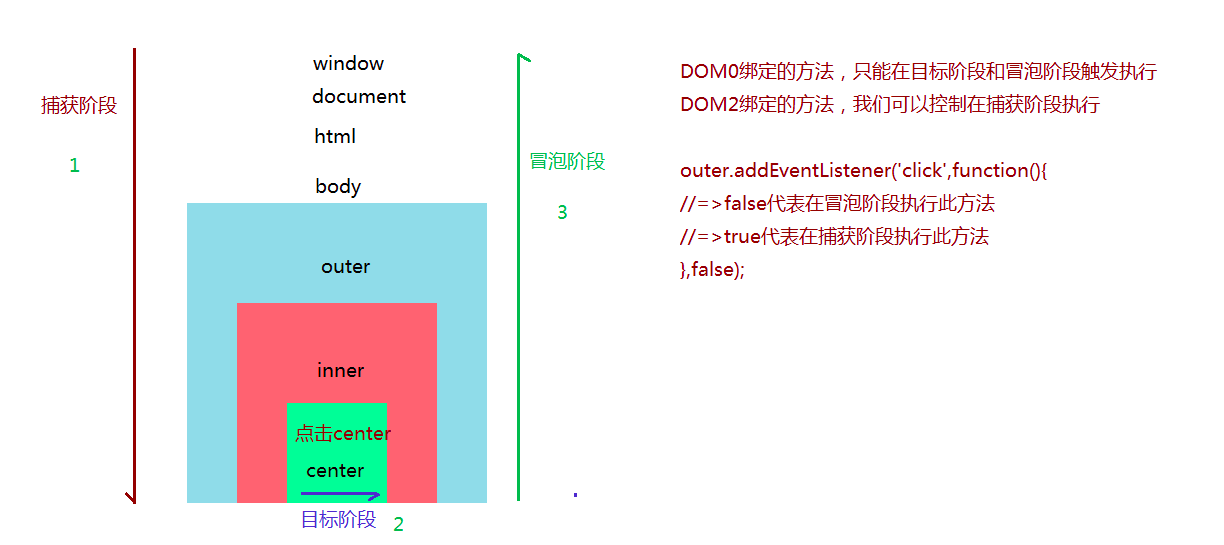 捕获阶段
1
window
document
html
body
outer
inner
点击center
center
目标阶段 2
冒泡阶段
3
DOM0绑定的方法，只能在目标阶段和冒泡阶段触发执行
DOM2绑定的方法，我们可以控制在捕获阶段执行
outer.addEventListener('click',function(){
//=>false代表在冒泡阶段执行此方法
//=>true代表在捕获阶段执行此方法
},false);